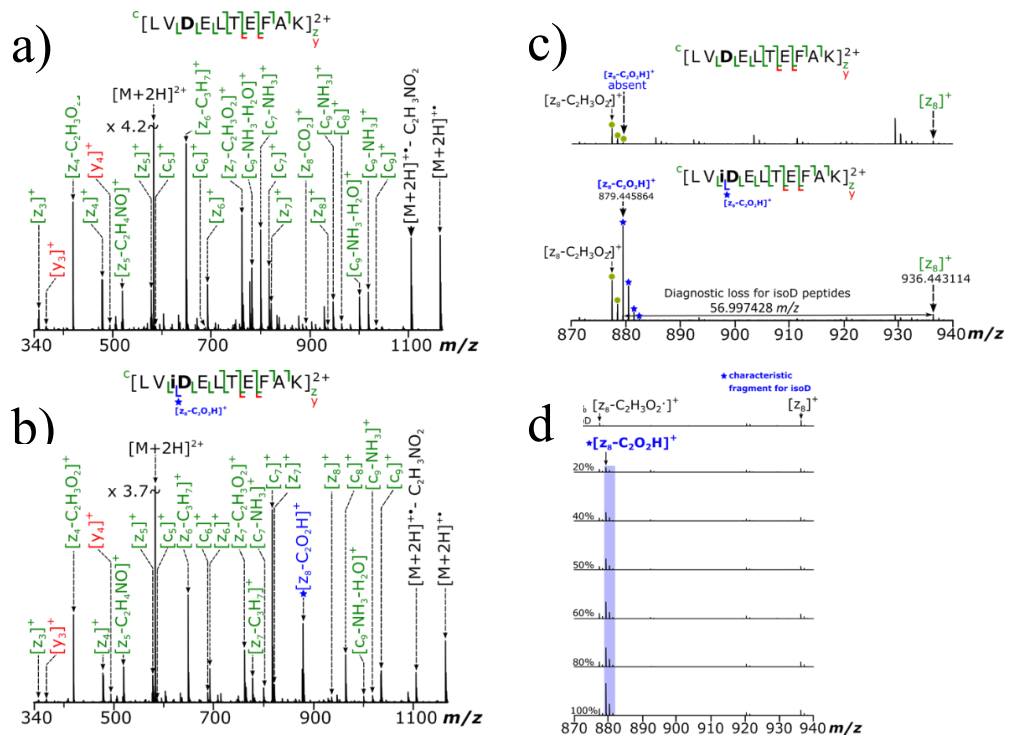 a)
c[LVDELTEFAK]2+
z
y
[M+2H]2+
x 4.2~
[z3]+
[y3]+
[z4-C2H3O2
[y4]+
[z4]+
[z5-C2H4NO]+
[z5]+
[c5]+
[z6-C3H7]+
[c6]+
[z6]+
[z7-C2H3O2]+
[c9-NH3-H2O]+
[c7-NH3]+
[c7]+
[z7]+
[z8-CO2]+
[z8]+
[c9-NH3]+
[c8]+
[c9-NH3-H2O]+
[c9-NH3]+
[c9]+
[M+2H]+•- C2H3NO2
[M+2H]+•
340 500 700 900 1100 m/z
b)
c[LViDELTEFAK]2+
z
y
★
[z8-C2O2H]+
[M+2H]2+
x 3.7~
[z3]+
[y3]+
[z4-C2H3O2]+
[y4]+
[z4]+
[z5-C2H4NO]+
[z5]+
[c5]+
[z6-C3H7]+
[c6]+
[z6]+
[z7-C2H3O2]+
[z7-C3H7]+
[c7-NH3]+
[c7]+
[z7]+
★[z8-C2O2H]+
[z8]+
[c8]+
[c9-NH3-H2O]+
[c9-NH3]+
[c9]+
[M+2H]+•- C2H3NO2
[M+2H]+•
340 500 700 900 1100 m/z
c)
c[LVDELTEFAK]2+
z
y
[z8-C2O2H]+
absent
[z8-C2H3O2•]+
[z8]+
c[LViDELTEFAK]2+
z
y
★
[z8-C2O2H]+
[z8-C2O2H]+
879.445864
[z8-C2H3O2•]+
[z8]+
936.443114
Diagnostic loss for isoD peptides
56.997428 m/z
870 880 890 900 910 920 930 940 m/z
d
★characteristic
fragment for isoD
% [z8-C2H3O2•]+
[z8]+
★[z8-C2O2H]+
20%
40%
50%
60%
80%
100%
870 880 890 900 910 920 930 940 m/z